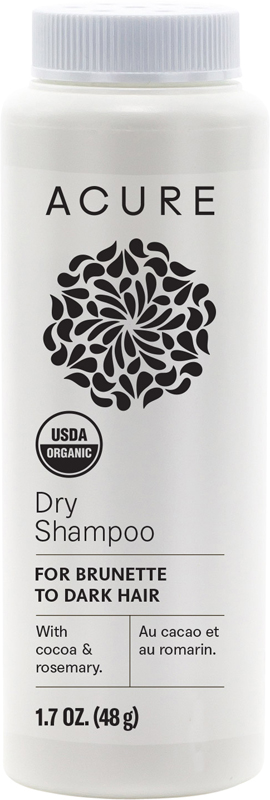 ACURE
USDA
ORGANIC
Dry
Shampoo
FOR BRUNETTE
TO DARK HAIR
With
cocoa &
rosemary.
Au cacao et
au romarin.
1.7 OZ. (48 g)